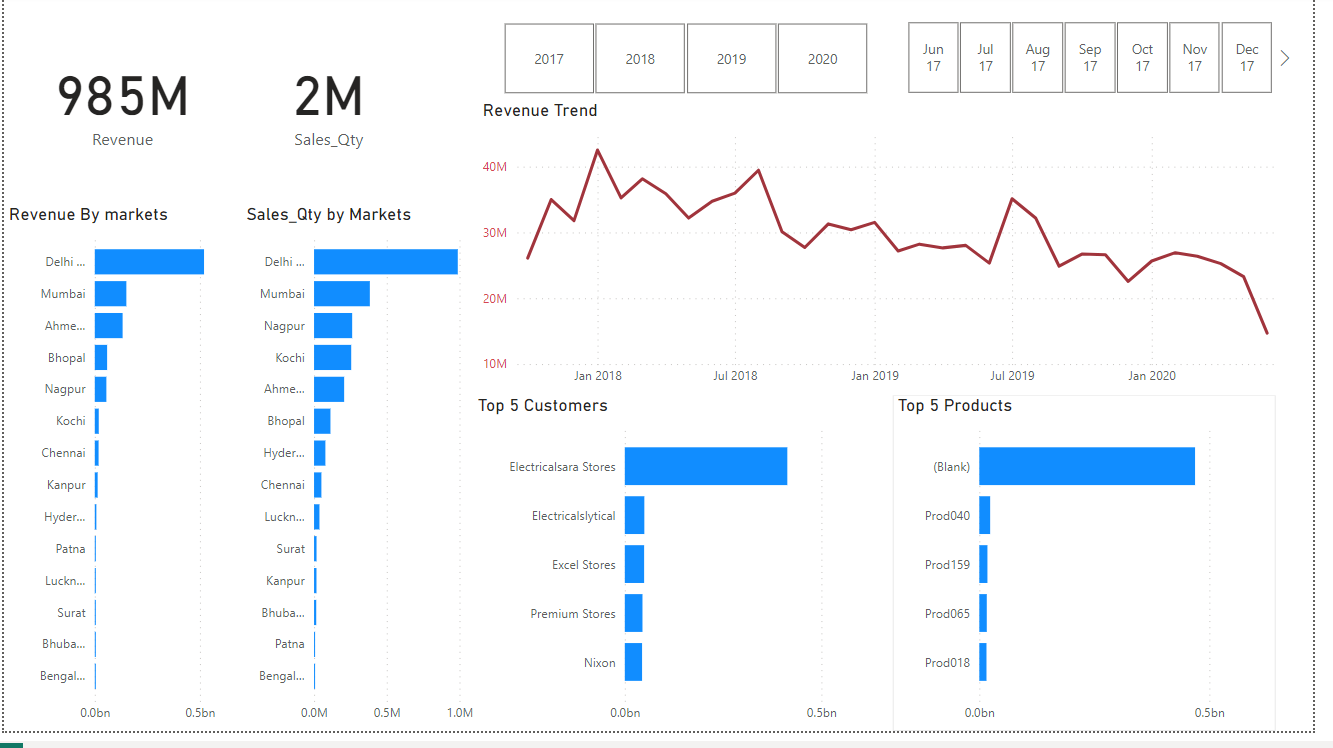 2017
2018
2019
2020
Jun
17
Jul
17
Aug
17
Sep
17
Oct
17
Nov
17
Dec
17
985M
Revenue
2M
Sales_Qty
Revenue Trend
40M
30M
20M
10M
Jan 2018
Jul 2018
Jan 2019
Jul 2019
Jan 2020
Revenue By markets
Delhi ...
Mumbai
Ahme...
Bhopal
Nagpur
Kochi
Chennai
Kanpur
Hyder...
Patna
Luckn...
Surat
Bhuba...
Bengal...
0.0bn
0.5bn
Sales_Qty by Markets
Delhi ...
Mumbai
Nagpur
Kochi
Ahme...
Bhopal
Hyder...
Chennai
Luckn...
Surat
Kanpur
Bhuba...
Patna
Bengal...
0.0M
0.5M
1.0M
Top 5 Customers
Electricalsara Stores
Electricalslytical
Excel Stores
Premium Stores
Nixon
0.0bn
0.5bn
Top 5 Products
(Blank)
Prod040
Prod159
Prod065
Prod018
0.0bn
0.5bn